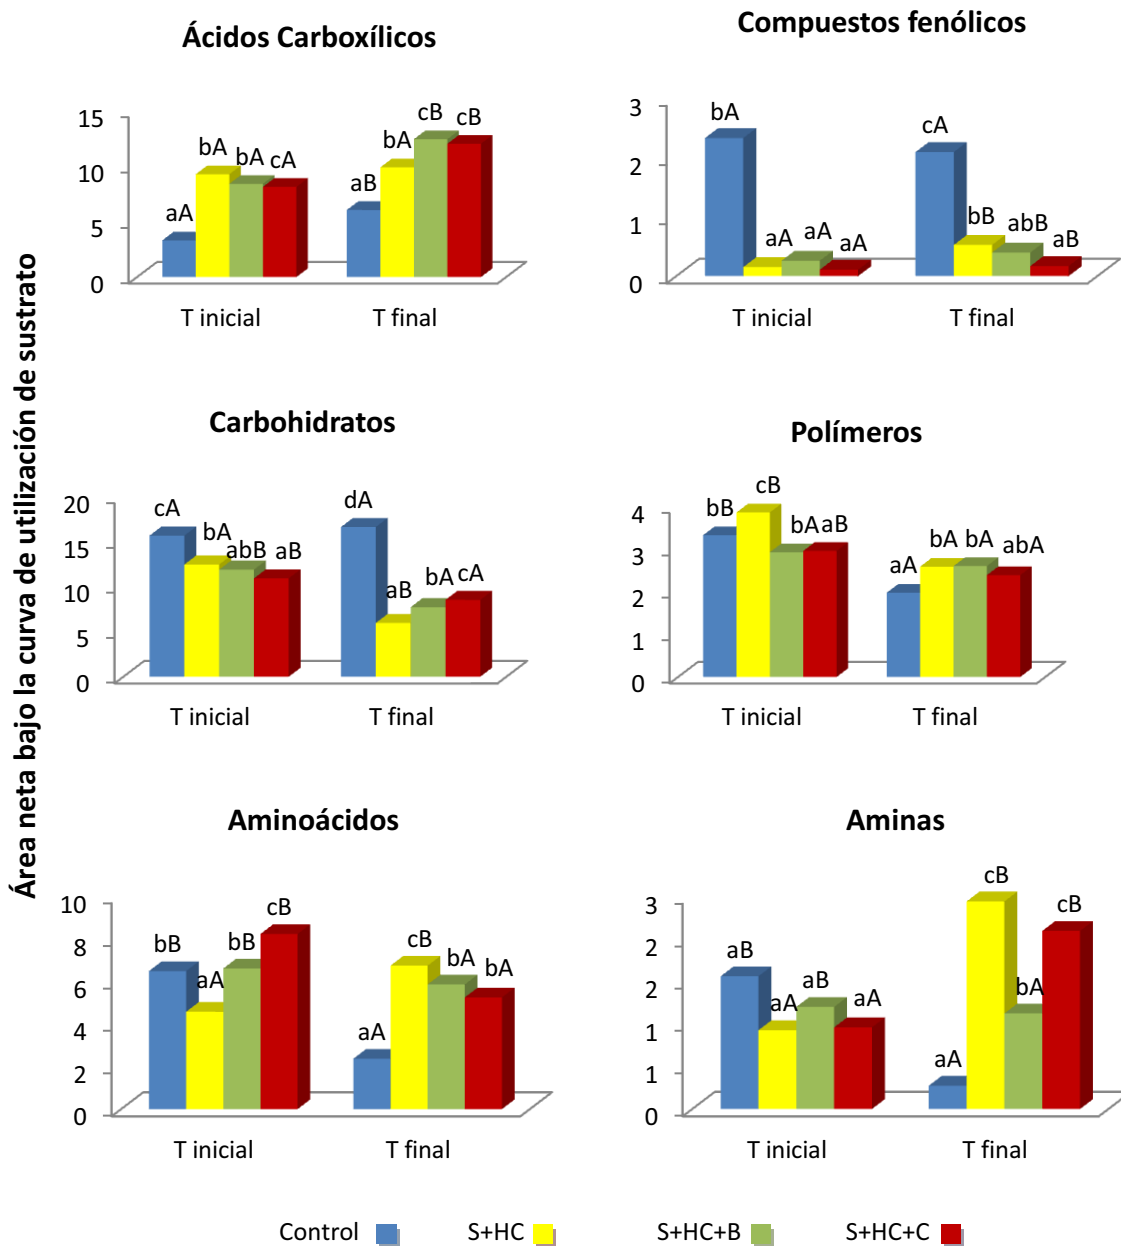 Área neta bajo la curva de utilización de sustrato
Ácidos Carboxílicos
15
10
5
0
aA bA bA cA
aB bA cB cB
T inicial T final
Compuestos fenólicos
3
2
1
0
bA aA aA aA
cA bB abB aB
T inicial T final
Carbohidratos
20
15
10
5
0
cA bA abB aB
dA aB bA cA
T inicial T final
Polímeros
4
3
2
1
0
bB cB bA aB
aA bA bA abA
T inicial T final
Aminoácidos
10
8
6
4
2
0
bB aA bB cB
aA cB bA bA
T inicial T final
Aminas
3
2
2
1
1
0
aB aA aB aA
aA cB bA cB
T inicial T final
Control S+HC S+HC+B S+HC+C